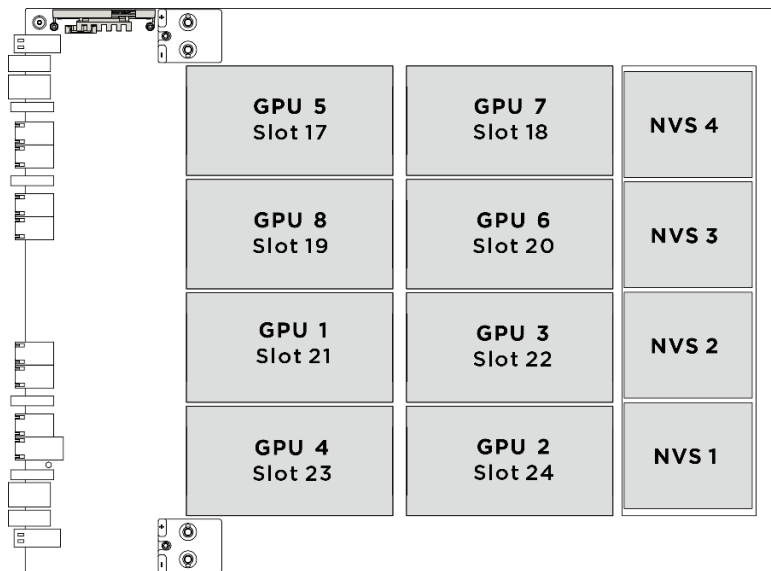 +
−
GPU 5
Slot 17
GPU 7
Slot 18
NVS 4
GPU 8
Slot 19
GPU 6
Slot 20
NVS 3
GPU 1
Slot 21
GPU 3
Slot 22
NVS 2
GPU 4
Slot 23
GPU 2
Slot 24
NVS 1
+
−